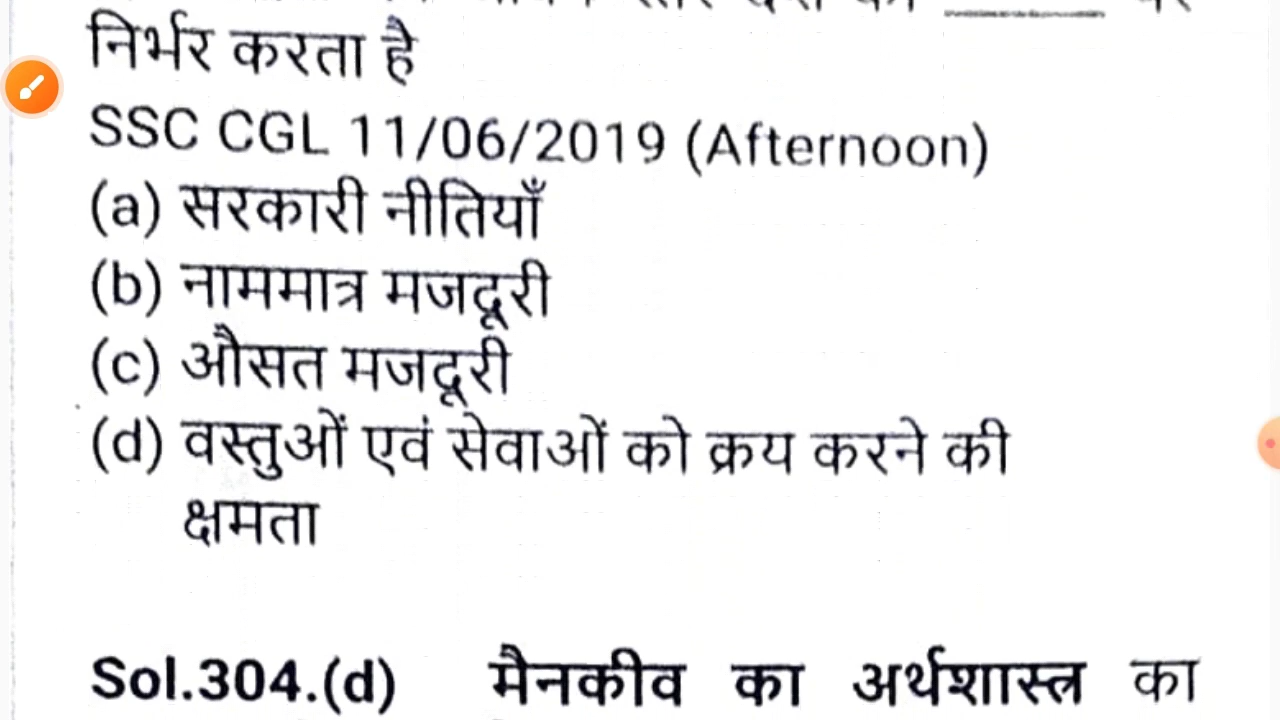 निर्भर करता है
SSC CGL 11/06/2019 (Afternoon)
(a) सरकारी नीतियाँ
(b) नाममात्र मजदूरी
(c) औसत मजदूरी
(d) वस्तुओं एवं सेवाओं को क्रय करने की
क्षमता
Sol.304.(d) मैनकीव का अर्थशास्त्र का